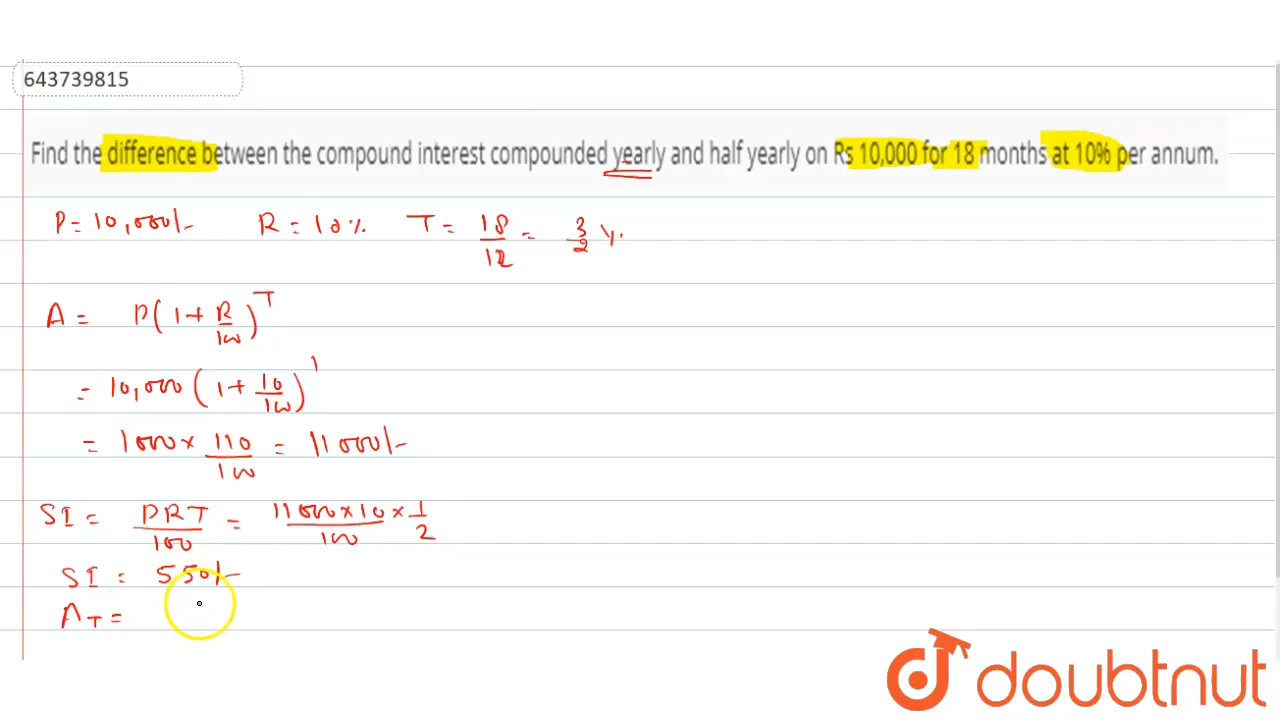 643739815
Find the difference between the compound interest compounded yearly and half yearly on Rs 10,000 for 18 months at 10% per annum.
P = 10,000/- R = 10% T = 18/12 = 3/2 y.
A = P(1+R/100)^T
= 10,000(1+10/100)^1
= 1000× 110/100 = 11000/-
SI = PRT/100 = 11000×10×1/2/100
SI = 550/-
A_T =
doubtnut